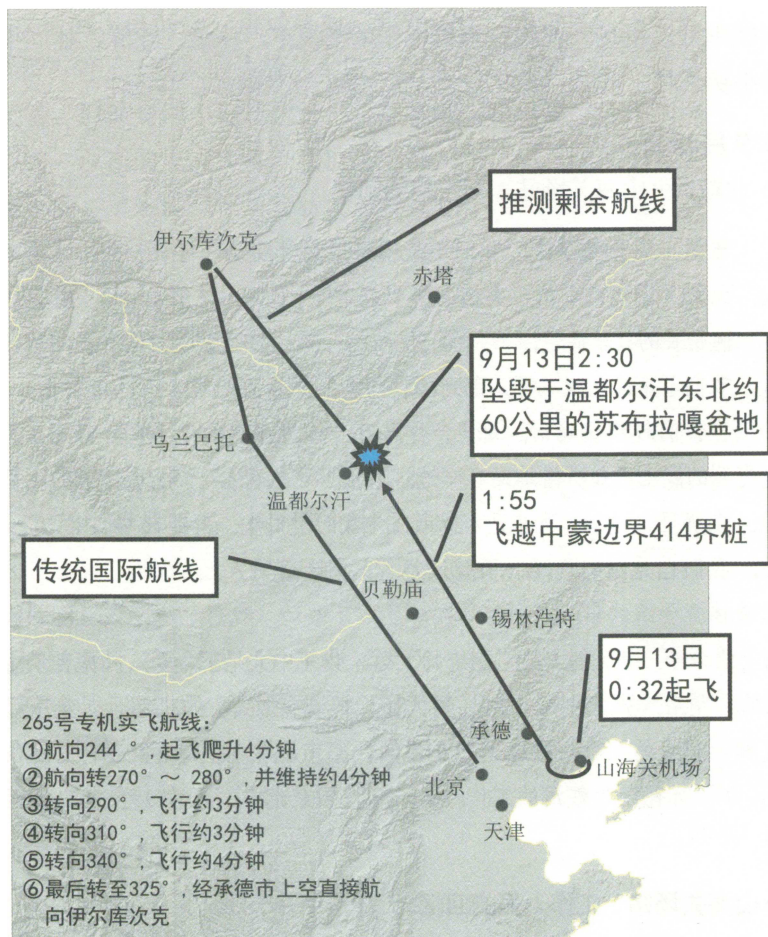 推测剩余航线
伊尔库次克
赤塔
9月13日2:30
坠毁于温都尔汗东北约
60公里的苏布拉嘎盆地
乌兰巴托
温都尔汗
1:55
飞越中蒙边界414界桩
传统国际航线
贝勒庙
锡林浩特
9月13日
0:32起飞
265号专机实飞航线：
①航向244 °,起飞爬升4分钟
②航向转270°～ 280°,并维持约4分钟
③转向290°,飞行约3分钟
④转向310°,飞行约3分钟
⑤转向340°,飞行约4分钟
⑥最后转至325°,经承德市上空直接航
向伊尔库次克
承德
山海关机场
北京
天津